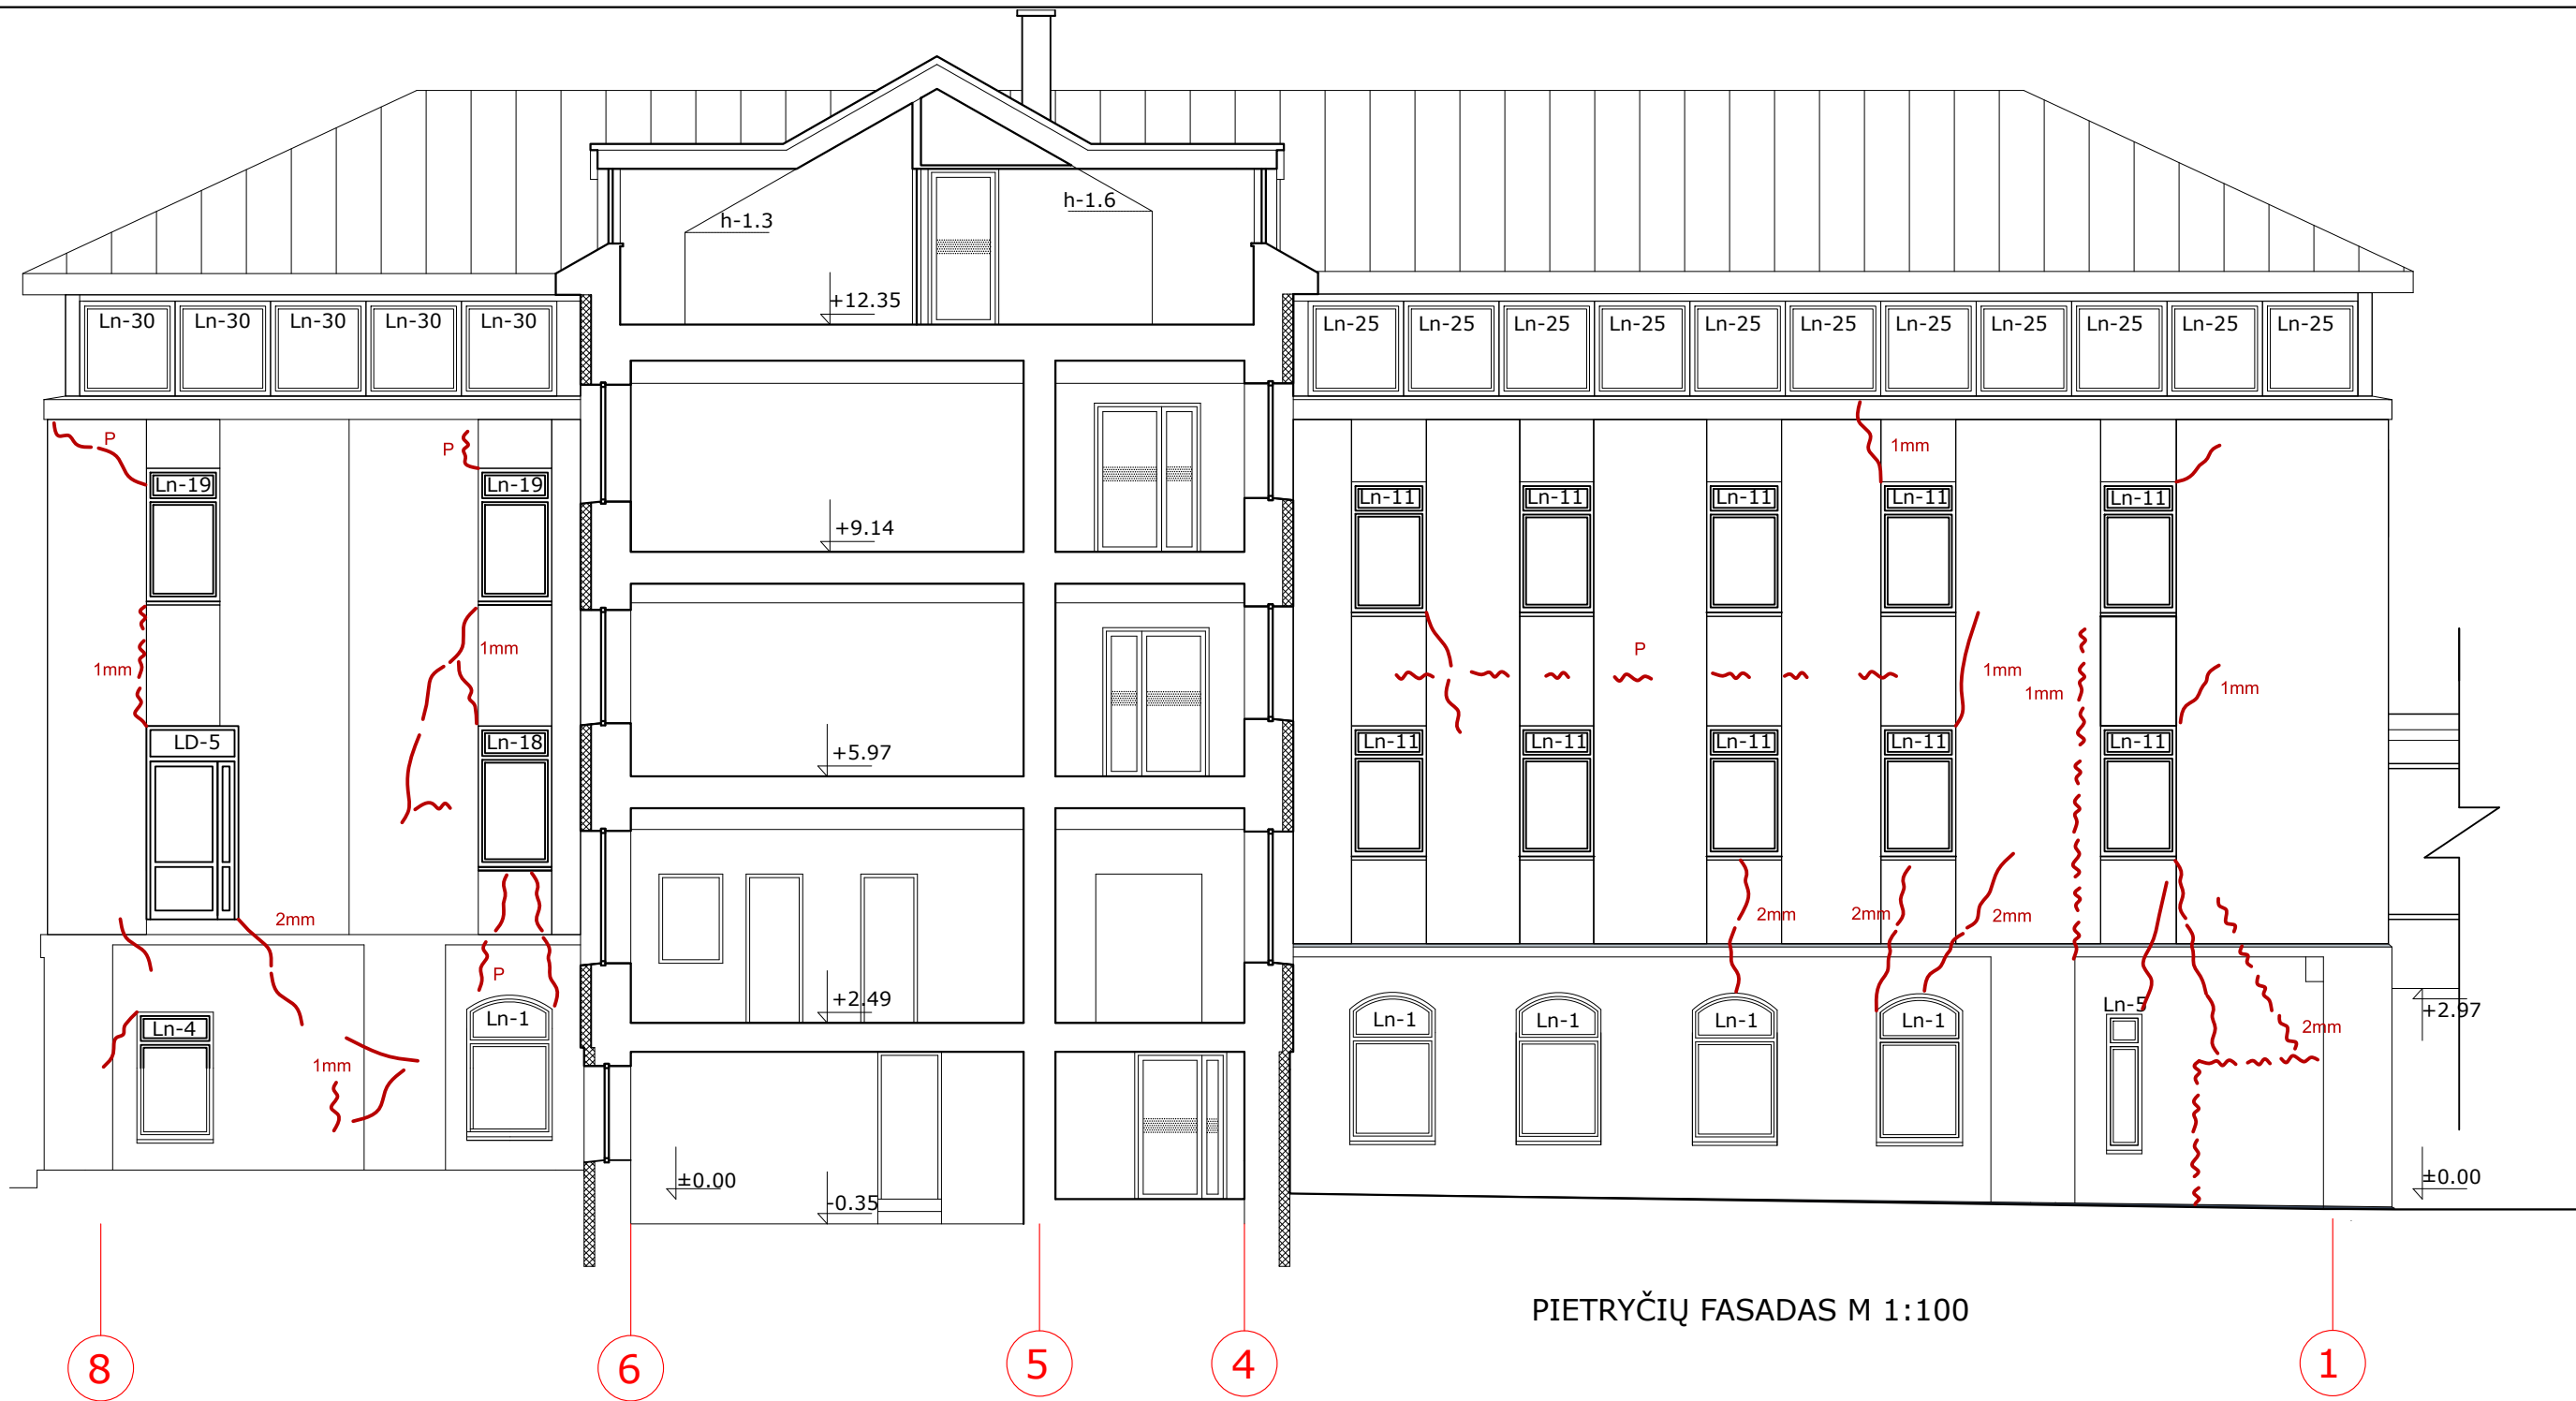 h-1.3
h-1.6
+12.35
Ln-30 Ln-30 Ln-30 Ln-30 Ln-30
Ln-25 Ln-25 Ln-25 Ln-25 Ln-25 Ln-25 Ln-25 Ln-25 Ln-25 Ln-25 Ln-25
P
P
1mm
Ln-19 Ln-19
Ln-11 Ln-11 Ln-11 Ln-11 Ln-11
+9.14
1mm
1mm
P
1mm
1mm
1mm
LD-5
Ln-18
+5.97
Ln-11 Ln-11 Ln-11 Ln-11 Ln-11
2mm
2mm
2mm
2mm
P
+2.49
Ln-4
Ln-1
Ln-1 Ln-1 Ln-1 Ln-1
Ln-5
2mm
+2.97
1mm
±0.00
-0.35
±0.00
PIETRYČIŲ FASADAS M 1:100
8 6 5 4 1